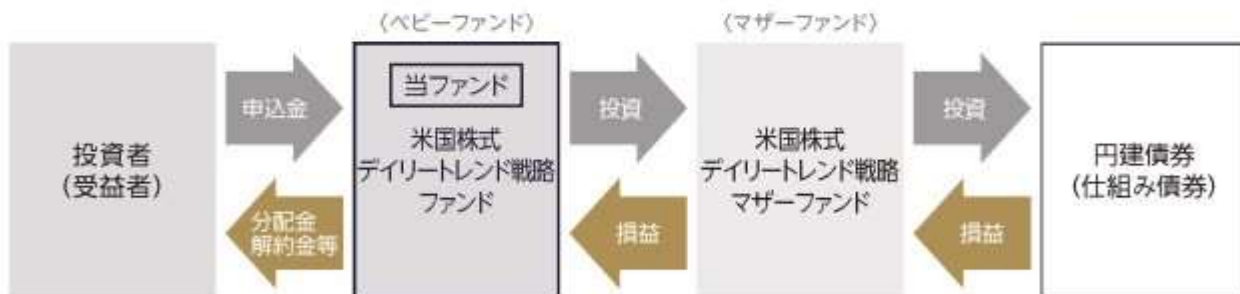 〈ベビーファンド〉
〈マザーファンド〉
投資者
(受益者)
申込金
分配金
解約金等
当ファンド
米国株式
デイリートレンド戦略
ファンド
投資
損益
米国株式
デイリートレンド戦略
マザーファンド
投資
損益
円建債券
(仕組み債券)